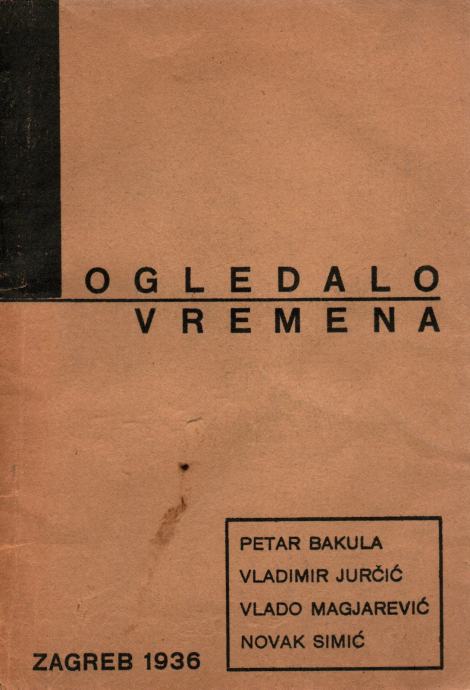 OGLEDALO
VREMENA
PETAR BAKULA
VLADIMIR JURČIĆ
VLADO MAGJAREVIĆ
NOVAK SIMIĆ
ZAGREB 1936